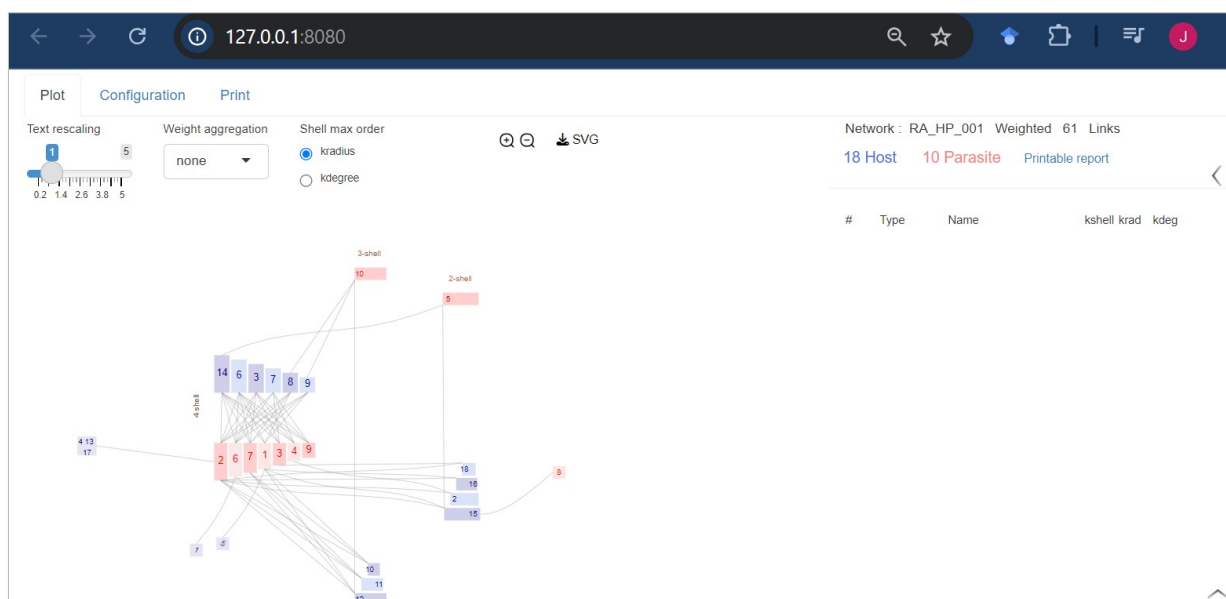 127.0.0.1:8080
J
Plot Configuration Print
Text rescaling
1 5
0.2 1.4 2.6 3.8 5
Weight aggregation
none
Shell max order
kradius
kdegree
SVG
Network : RA_HP_001 Weighted 61 Links
18 Host 10 Parasite Printable report
# Type Name kshell krad kdeg
3-shell
10
2-shell
5
14 6 3 7 8 9
4-shell
4 13
17
2 6 7 1 3 4 9
18
16
2
15
8
1
5
10
11
12